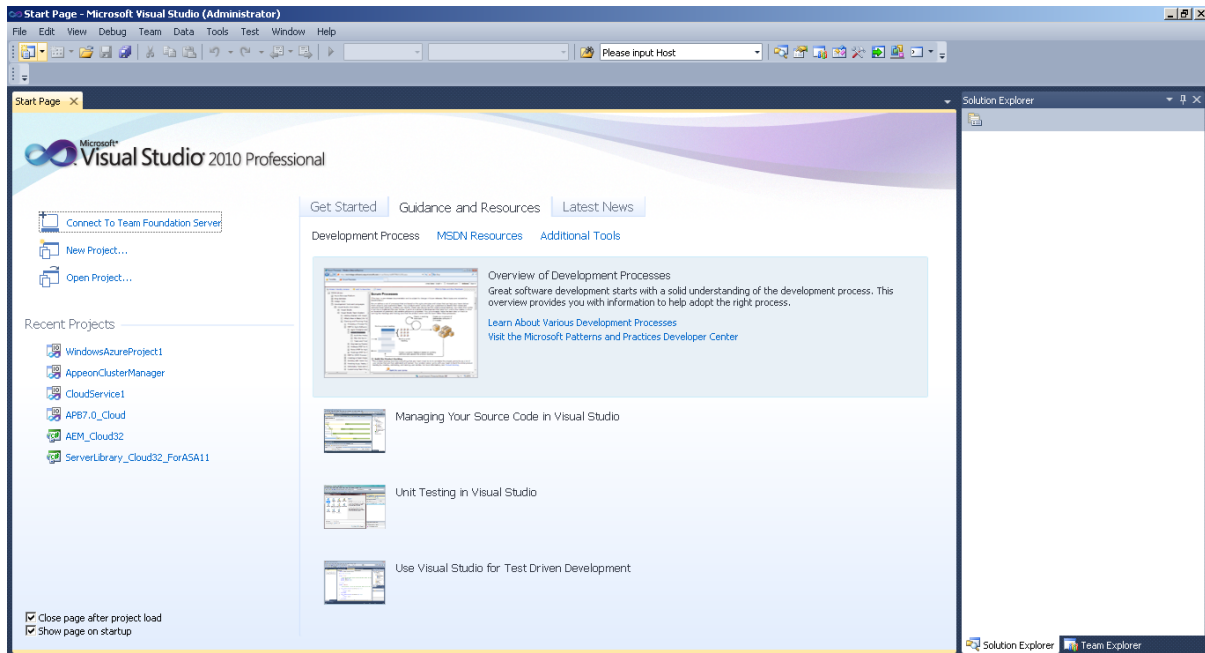 Start Page - Microsoft Visual Studio (Administrator)
File Edit View Debug Team Data Tools Test Window Help
Please input Host
Start Page
Solution Explorer
Microsoft®
Visual Studio® 2010 Professional
Connect To Team Foundation Server
New Project...
Open Project...
Recent Projects
WindowsAzureProject1
AppeonClusterManager
CloudService1
APB7.0_Cloud
AEM_Cloud32
ServerLibrary_Cloud32_ForASA11
Close page after project load
Show page on startup
Get Started Guidance and Resources Latest News
Development Process MSDN Resources Additional Tools
Overview of Development Processes
Great software development starts with a solid understanding of the development process. This
overview provides you with information to help adopt the right process.
Learn About Various Development Processes
Visit the Microsoft Patterns and Practices Developer Center
Managing Your Source Code in Visual Studio
Unit Testing in Visual Studio
Use Visual Studio for Test Driven Development
Solution Explorer Team Explorer